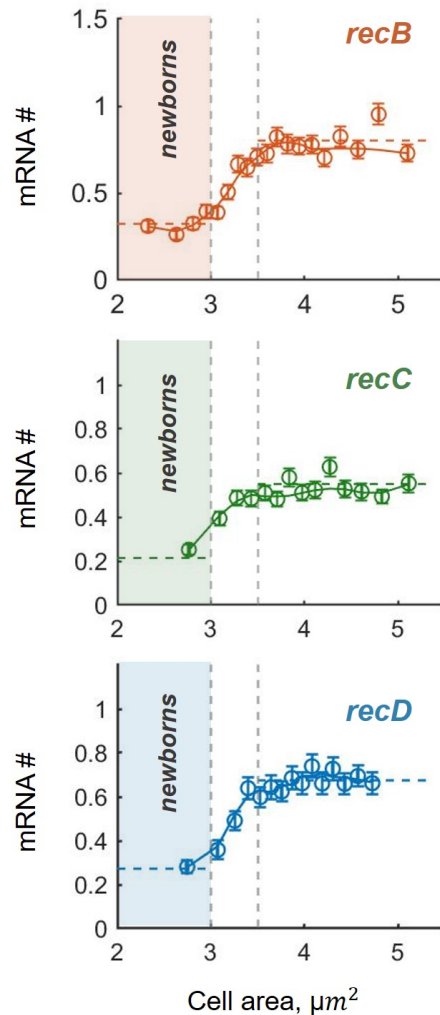 1.5
recB
newborns
mRNA #
1
0.5
0
2 3 4 5
recC
newborns
mRNA #
1
0.8
0.6
0.4
0.2
0
2 3 4 5
recD
newborns
mRNA #
1
0.8
0.6
0.4
0.2
0
2 3 4 5
Cell area, μm²